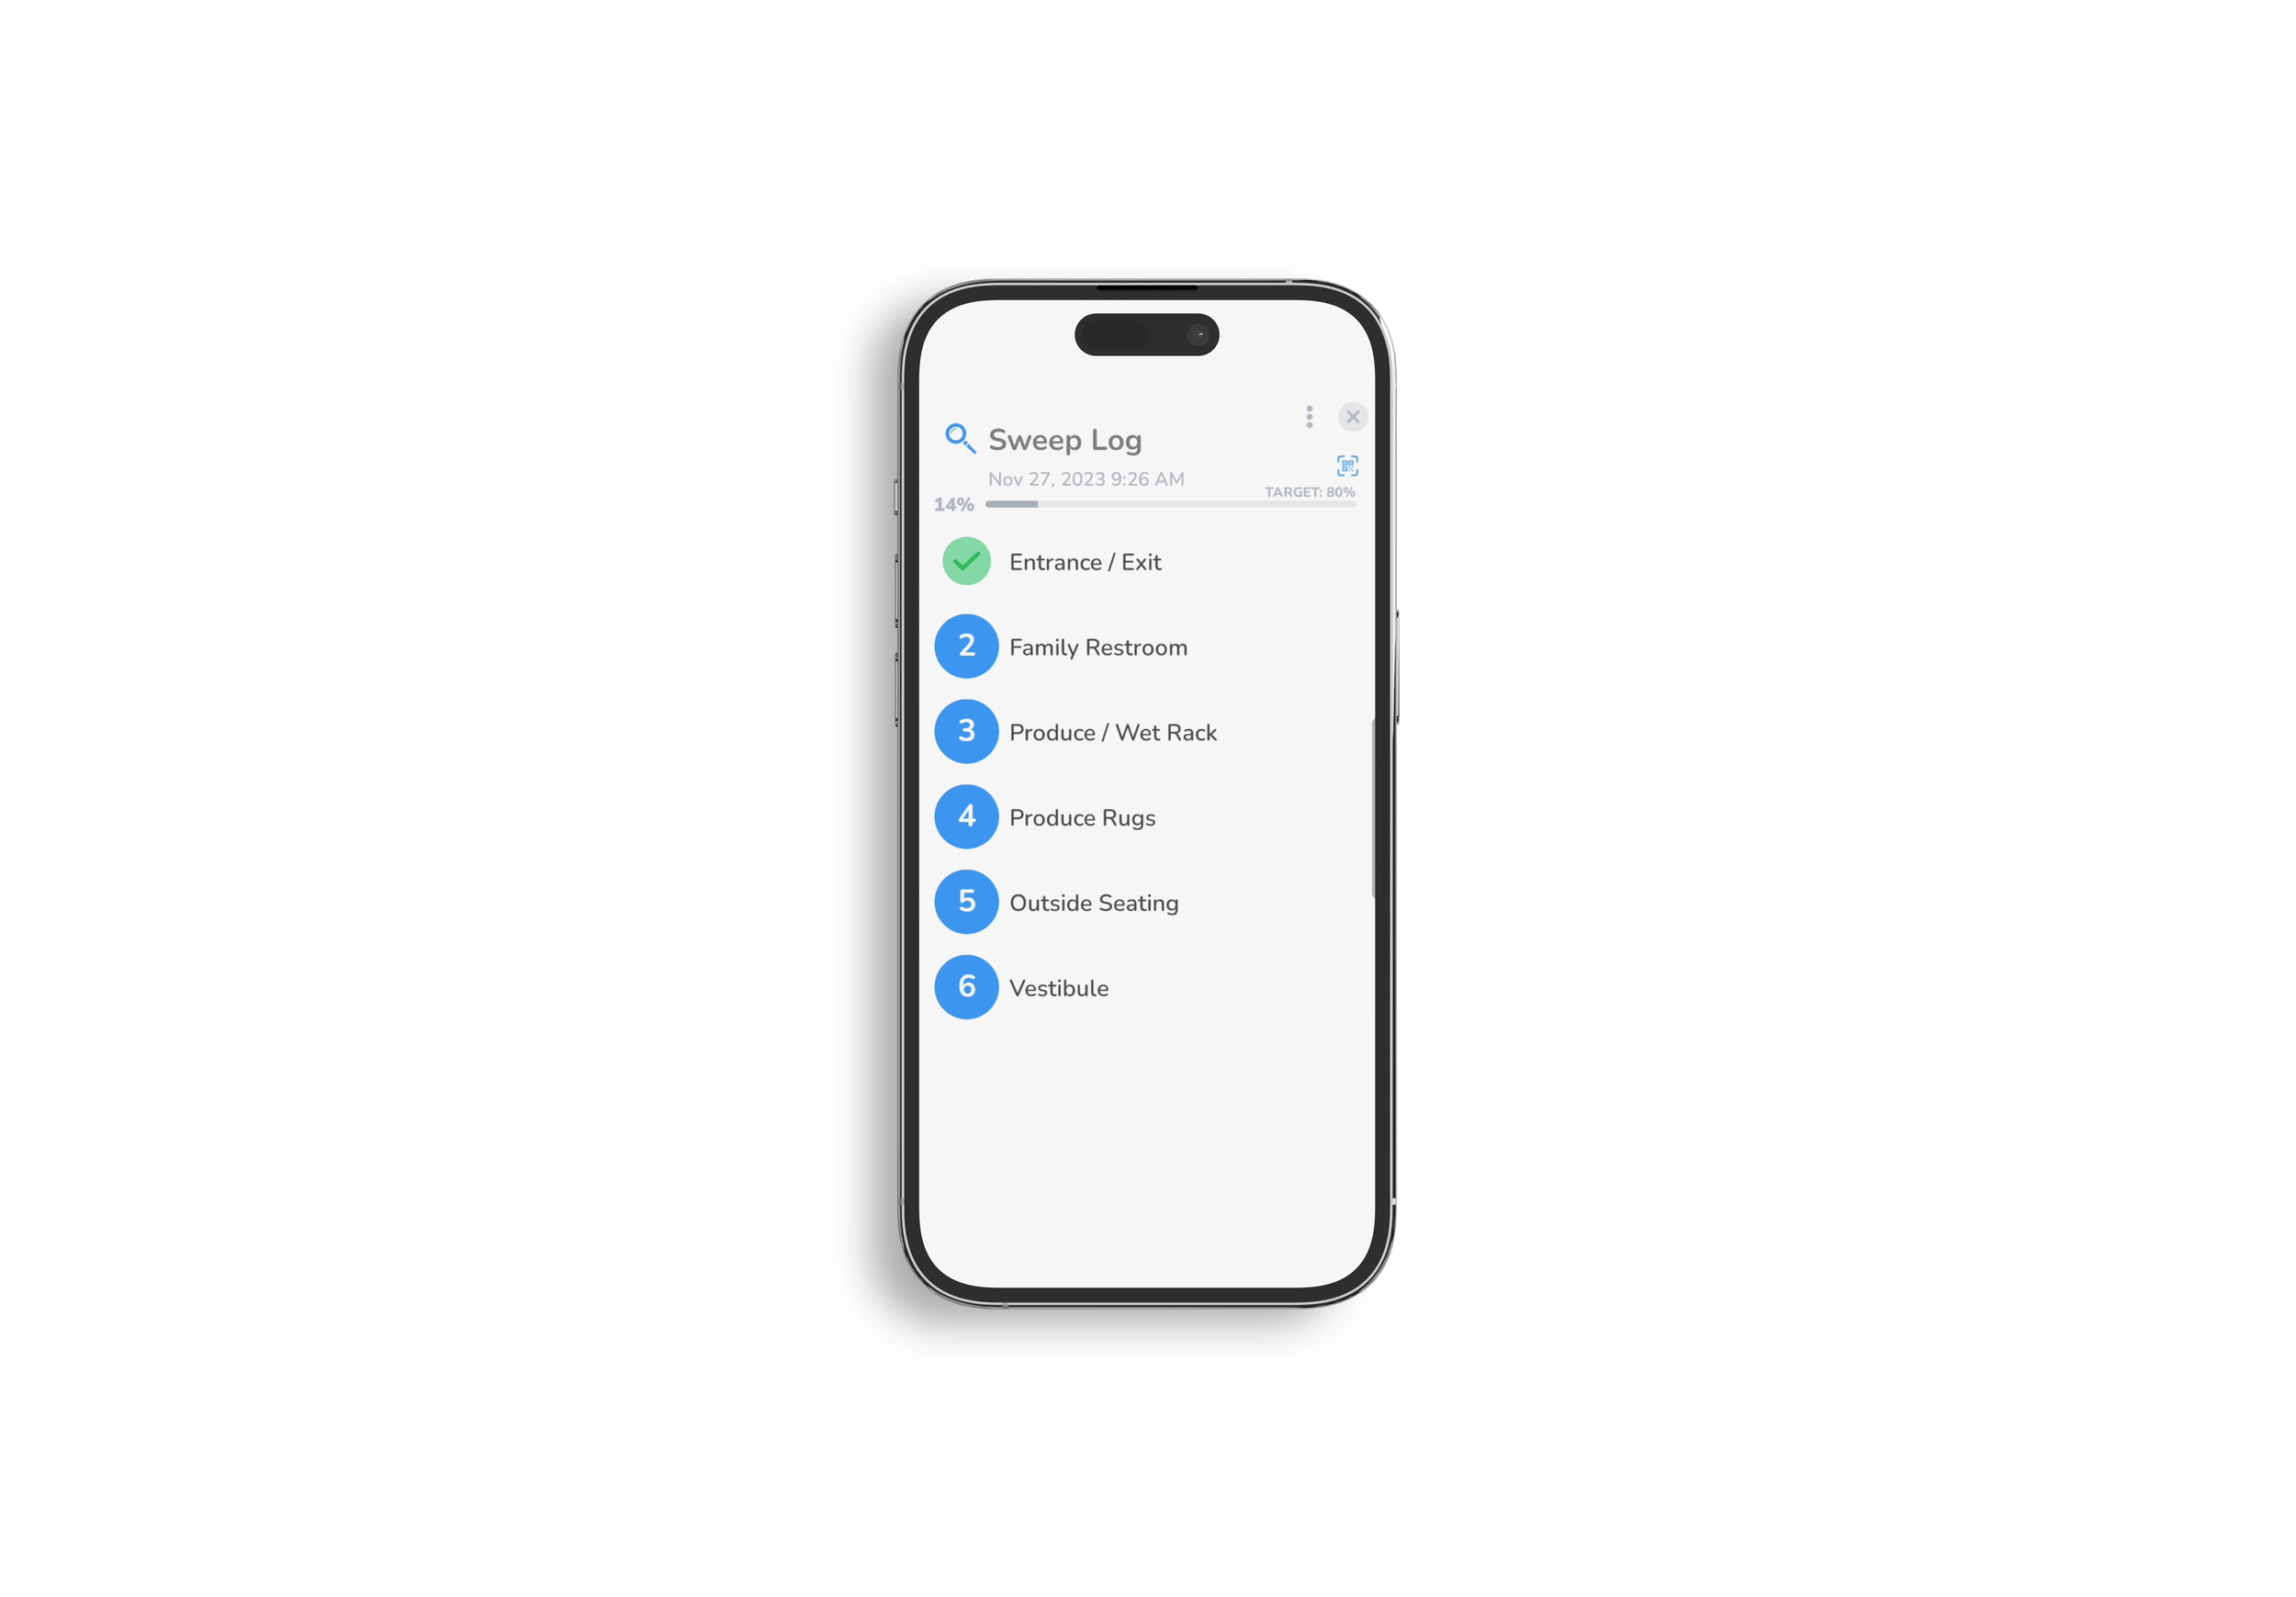 Sweep Log
Nov 27, 2023 9:26 AM
TARGET: 80%
14%
Entrance / Exit
2 Family Restroom
3 Produce / Wet Rack
4 Produce Rugs
5 Outside Seating
6 Vestibule